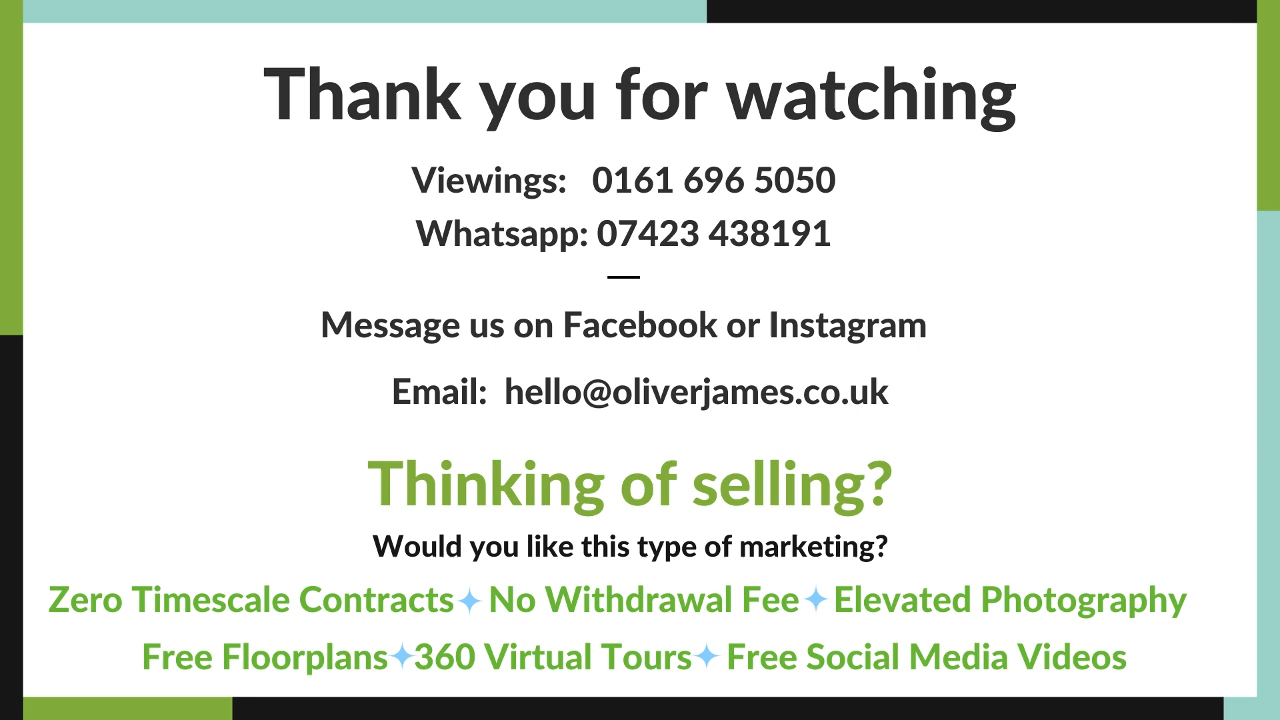 Thank you for watching
Viewings: 0161 696 5050
Whatsapp: 07423 438191
—
Message us on Facebook or Instagram
Email: hello@oliverjames.co.uk
Thinking of selling?
Would you like this type of marketing?
Zero Timescale Contracts✦ No Withdrawal Fee✦ Elevated Photography
Free Floorplans✦360 Virtual Tours✦ Free Social Media Videos